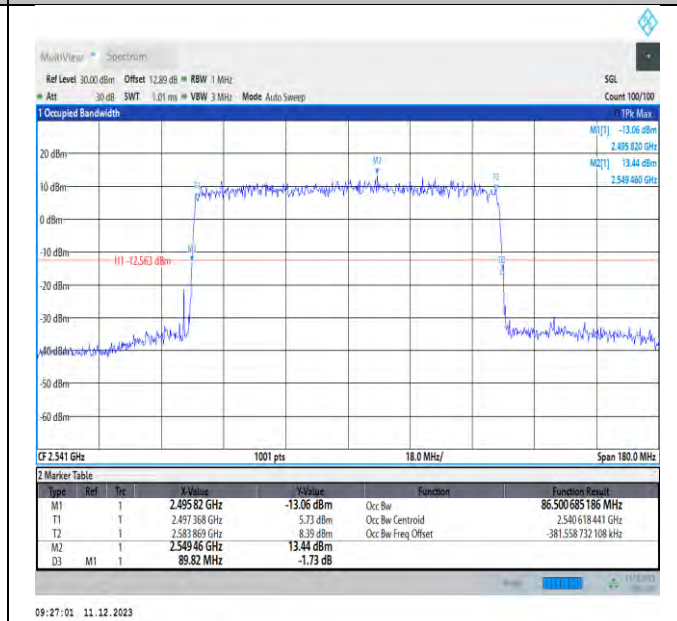 MultiView Spectrum
Ref Level 30.00 dBm Offset 12.89 dB RBW 1 MHz SGL
Att 30 dB SWT 1.01 ms VBW 3 MHz Mode Auto Sweep Count 100/100
1 Occupied Bandwidth 1Pk Max
M1[1] -13.06 dBm
2.495 820 GHz
M2[1] 13.44 dBm
2.549 460 GHz
20 dBm
10 dBm
0 dBm
-10 dBm
H1 -12.563 dBm
-20 dBm
-30 dBm
-40 dBm
-50 dBm
-60 dBm
M1
M2
T2
CF 2.541 GHz 1001 pts 18.0 MHz/ Span 180.0 MHz
2 Marker Table
Type Ref Trc X-Value Y-Value Function Function Result
M1 1 2.495 82 GHz -13.06 dBm Occ Bw 86.500 685 186 MHz
T1 1 2.497 368 GHz 5.73 dBm Occ Bw Centroid 2.540 618 441 GHz
T2 1 2.583 869 GHz 8.39 dBm Occ Bw Freq Offset -381.558 732 108 kHz
M2 1 2.549 46 GHz 13.44 dBm
D3 M1 1 89.82 MHz -1.73 dB
09:27:01 11.12.2023